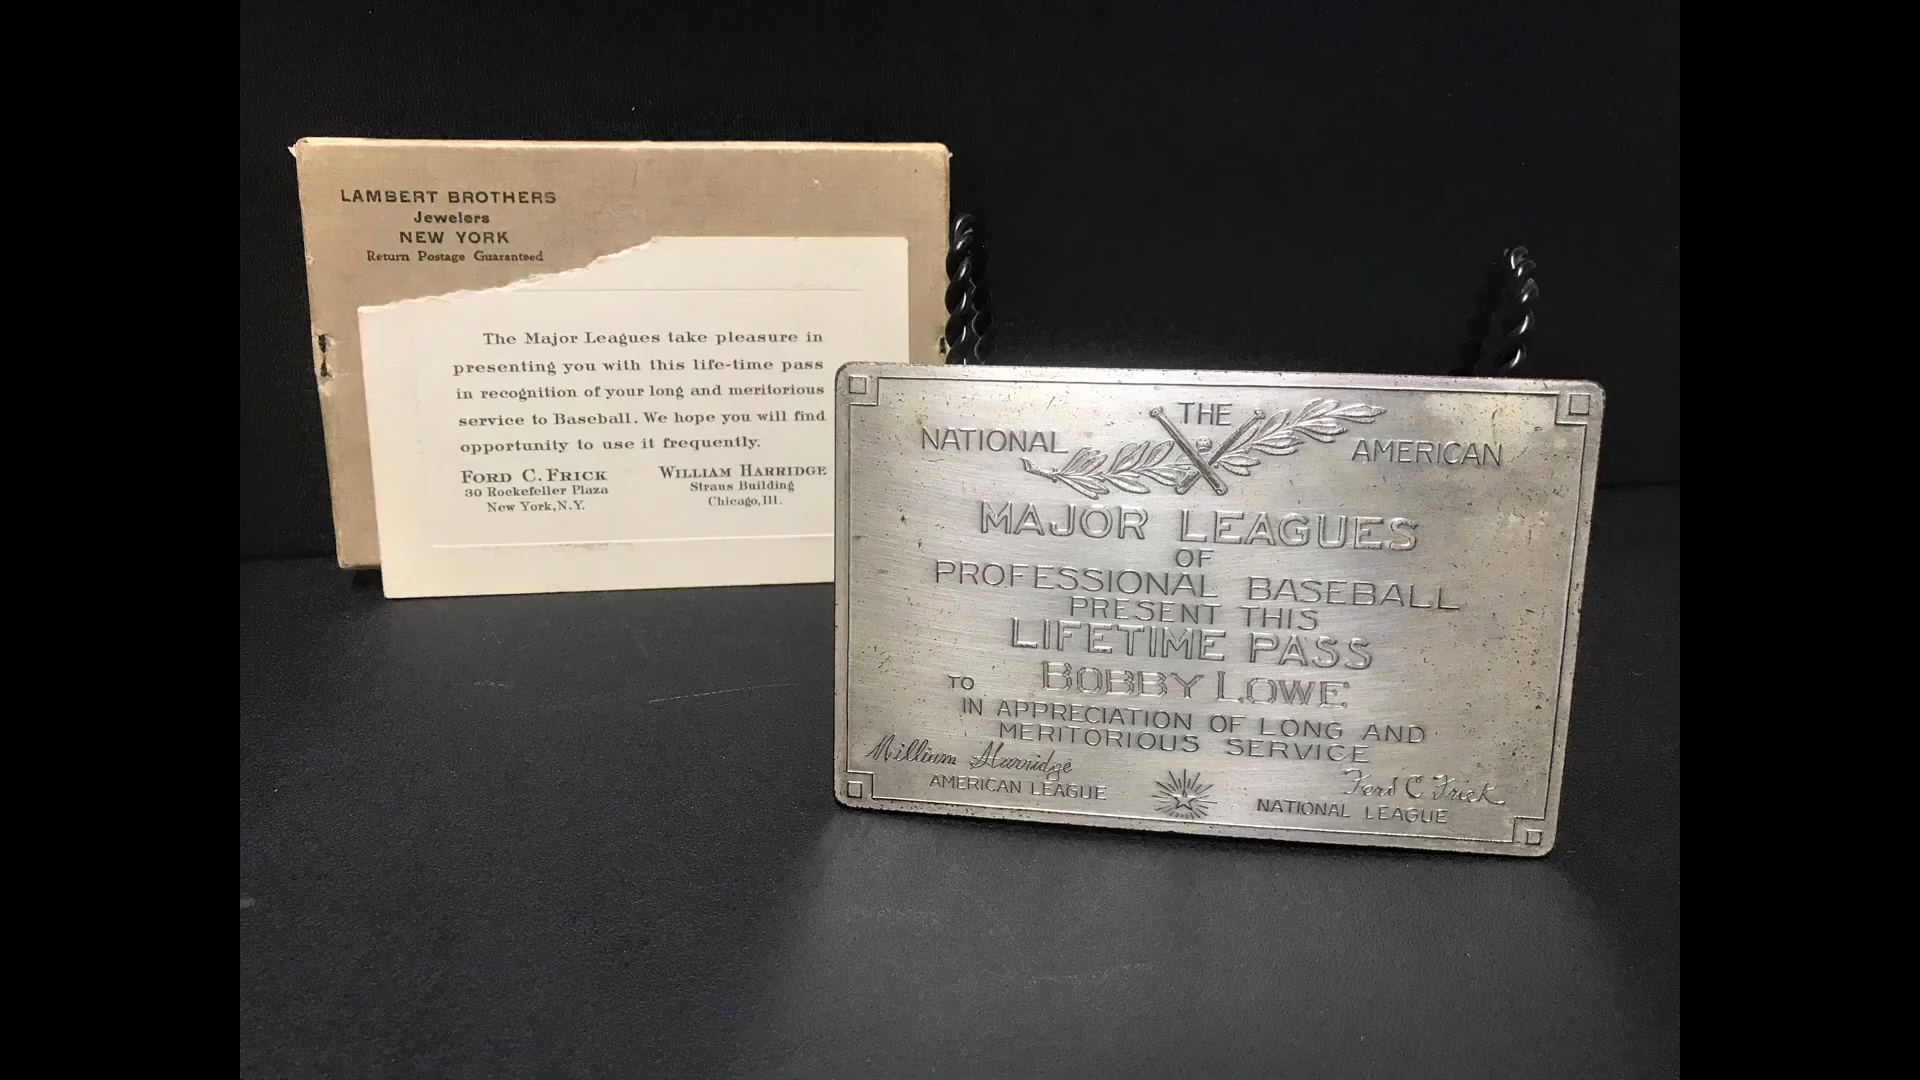 LAMBERT BROTHERS
Jewelers
NEW YORK
Return Postage Guaranteed
The Major Leagues take pleasure in
presenting you with this life-time pass
in recognition of your long and meritorious
service to Baseball. We hope you will find
opportunity to use it frequently.
FORD C. FRICK
30 Rockefeller Plaza
New York, N.Y.
WILLIAM HARRIDGE
Straus Building
Chicago, Ill.
THE
NATIONAL AMERICAN
MAJOR LEAGUES
OF
PROFESSIONAL BASEBALL
PRESENT THIS
LIFETIME PASS
TO BOBBY LOWE
IN APPRECIATION OF LONG AND
MERITORIOUS SERVICE
William Harridge
AMERICAN LEAGUE
Ford C Frick
NATIONAL LEAGUE